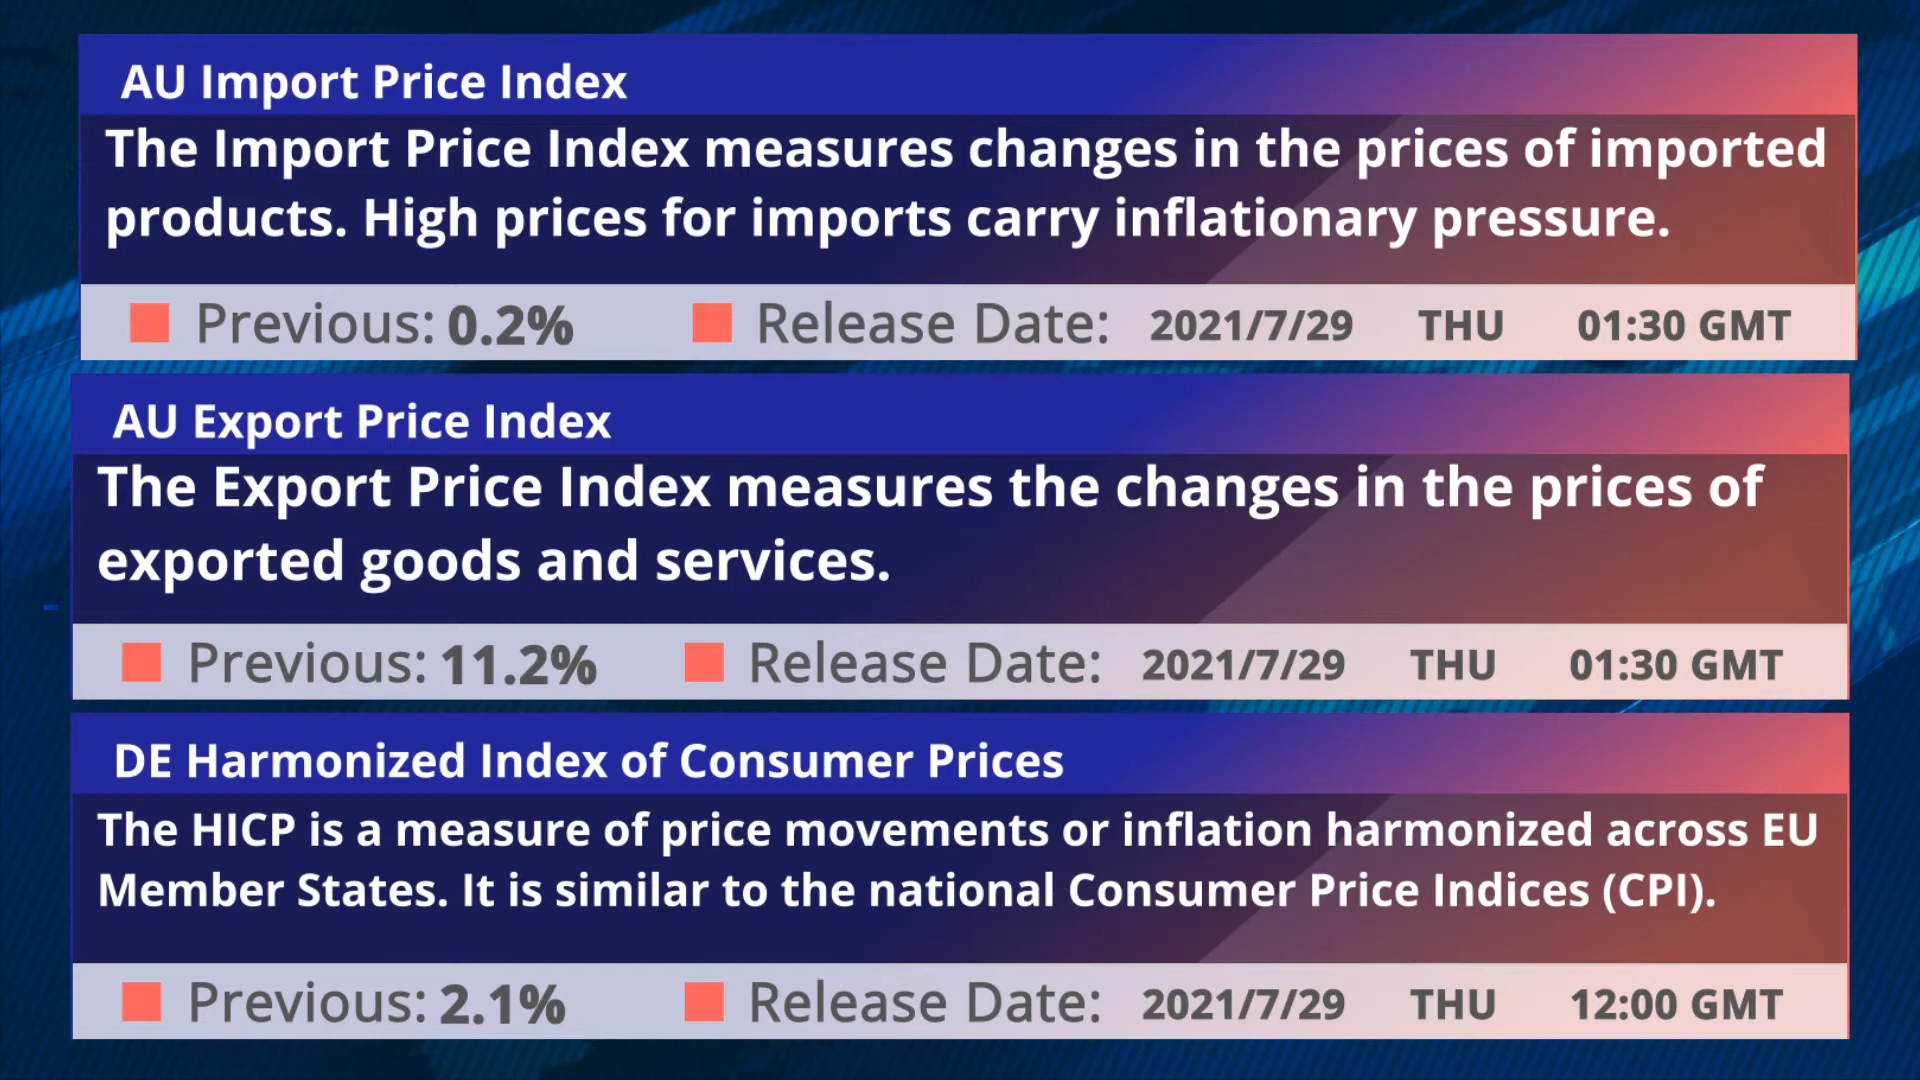 AU Import Price Index
The Import Price Index measures changes in the prices of imported
products. High prices for imports carry inflationary pressure.
Previous: 0.2% Release Date: 2021/7/29 THU 01:30 GMT
AU Export Price Index
The Export Price Index measures the changes in the prices of
exported goods and services.
Previous: 11.2% Release Date: 2021/7/29 THU 01:30 GMT
DE Harmonized Index of Consumer Prices
The HICP is a measure of price movements or inflation harmonized across EU
Member States. It is similar to the national Consumer Price Indices (CPI).
Previous: 2.1% Release Date: 2021/7/29 THU 12:00 GMT